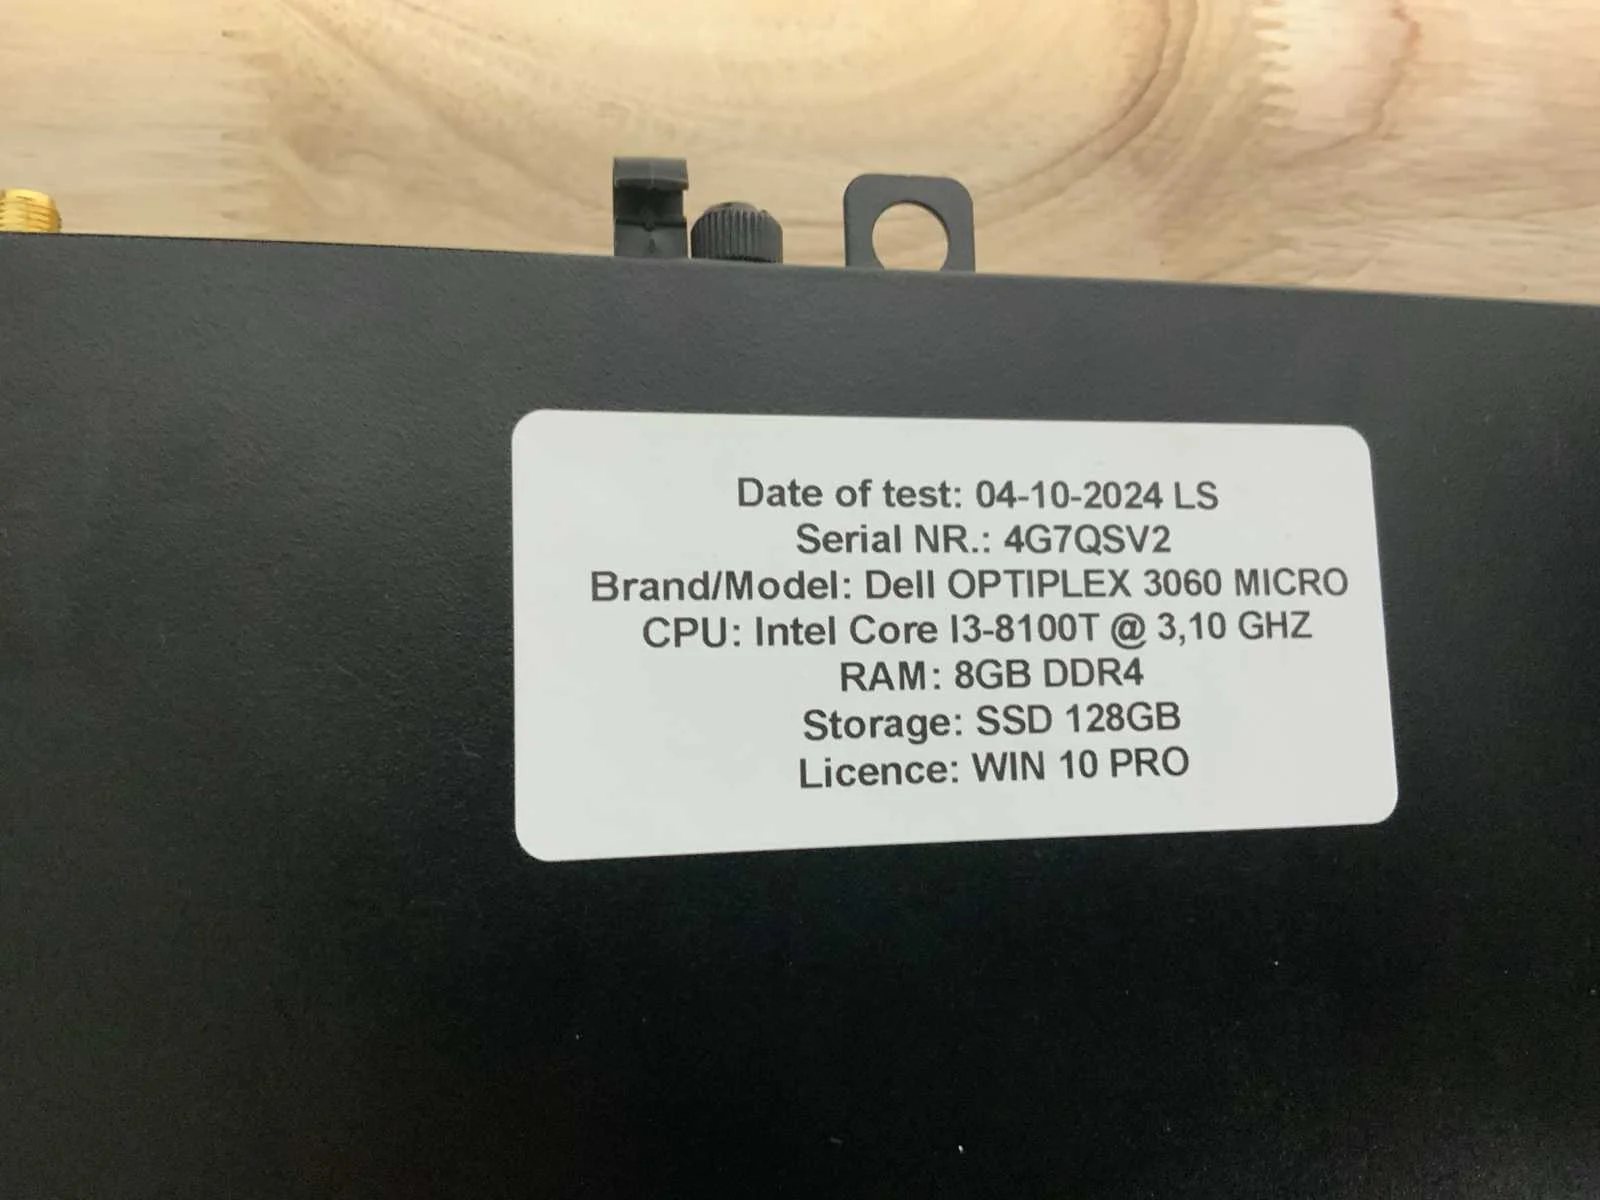 Date of test: 04-10-2024 LS
Serial NR.: 4G7QSV2
Brand/Model: Dell OPTIPLEX 3060 MICRO
CPU: Intel Core I3-8100T @ 3,10 GHZ
RAM: 8GB DDR4
Storage: SSD 128GB
Licence: WIN 10 PRO